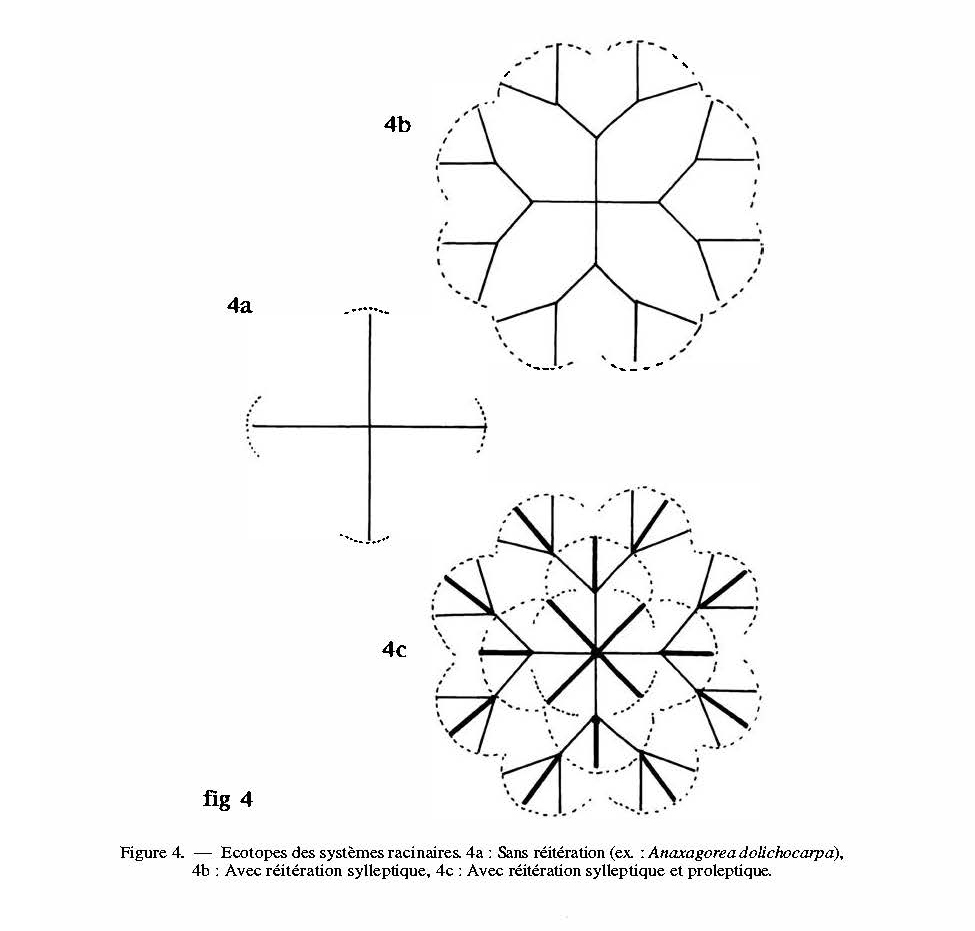 4b
4a
4c
fig 4
Figure 4. — Ecotopes des systèmes racinaires. 4a : Sans réitération (ex. : Anaxagorea dolichocarpa),
4b : Avec réitération sylleptique, 4c : Avec réitération sylleptique et proleptique.